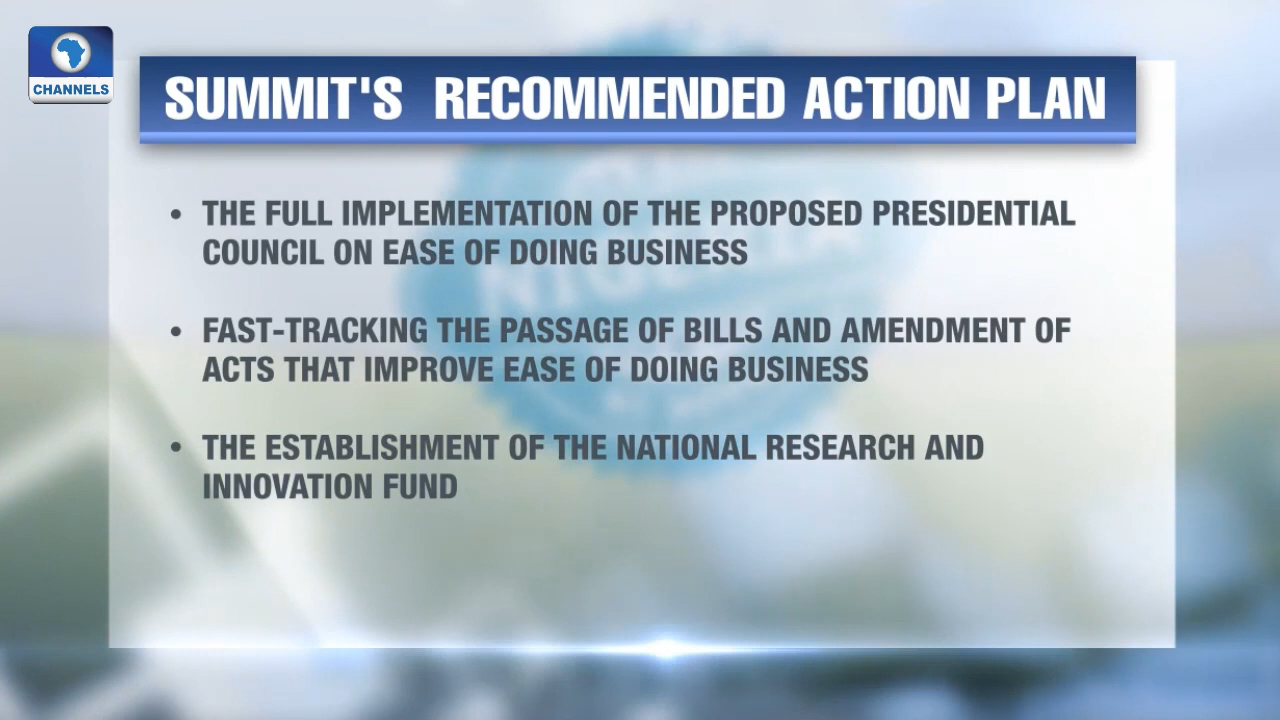 CHANNELS
SUMMIT'S RECOMMENDED ACTION PLAN
• THE FULL IMPLEMENTATION OF THE PROPOSED PRESIDENTIAL
COUNCIL ON EASE OF DOING BUSINESS
• FAST-TRACKING THE PASSAGE OF BILLS AND AMENDMENT OF
ACTS THAT IMPROVE EASE OF DOING BUSINESS
• THE ESTABLISHMENT OF THE NATIONAL RESEARCH AND
INNOVATION FUND